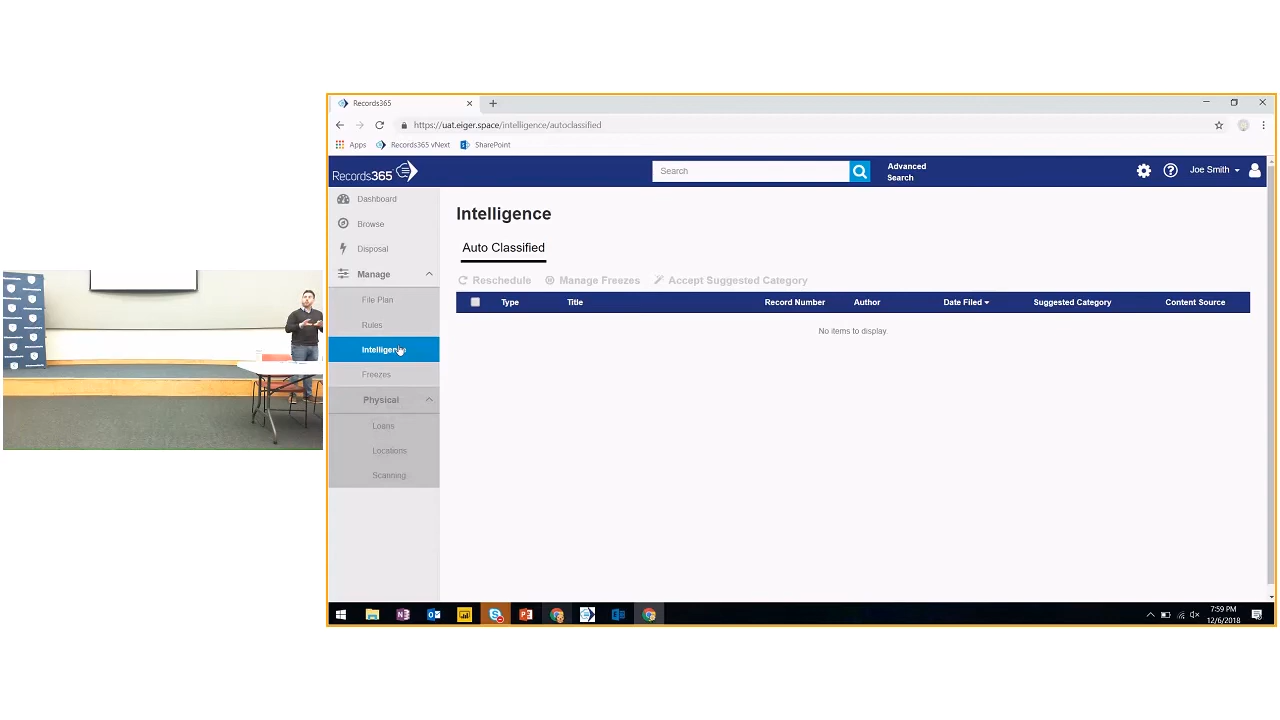 Records365
https://uat.eiger.space/intelligence/autoclassified
Apps Records365 vNext SharePoint
Records365
Search
Advanced
Search
Joe Smith
Dashboard
Browse
Disposal
Manage
File Plan
Rules
Intelligence
Freezes
Physical
Loans
Locations
Scanning
Intelligence
Auto Classified
Reschedule Manage Freezes Accept Suggested Category
Type Title Record Number Author Date Filed Suggested Category Content Source
No items to display.
7:59 PM
12/6/2018